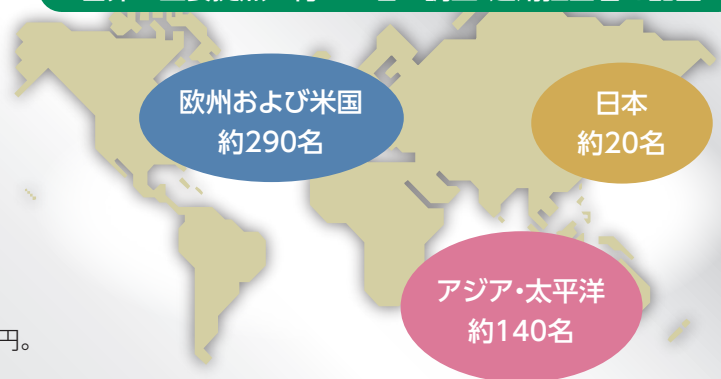 欧州および米国
約290名
日本
約20名
アジア・太平洋
約140名
円。